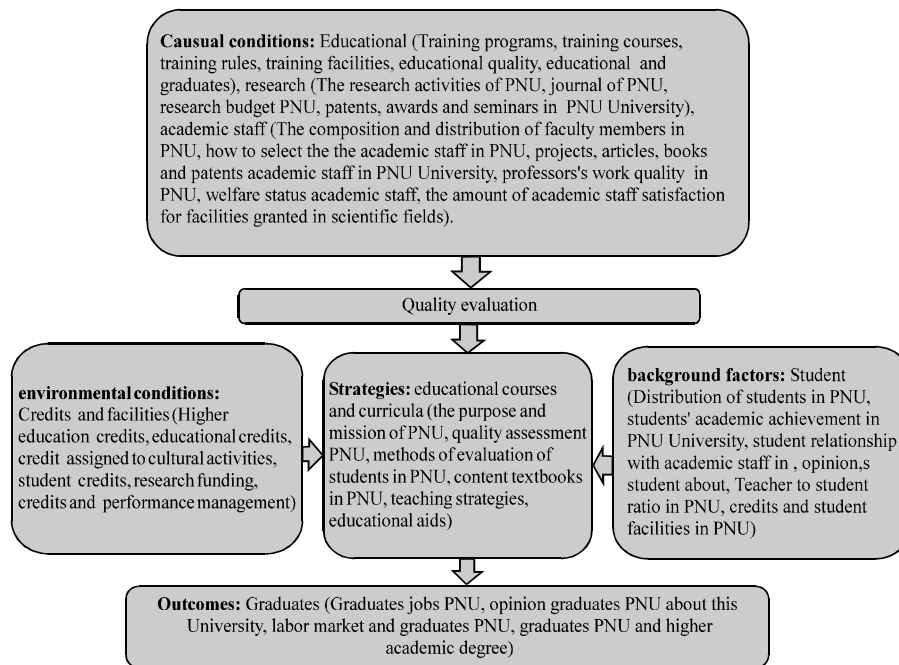 Causual conditions: Educational (Training programs, training courses,
training rules, training facilities, educational quality, educational and
graduates), research (The research activities of PNU, journal of PNU,
research budget PNU, patents, awards and seminars in PNU University),
academic staff (The composition and distribution of faculty members in
PNU, how to select the the academic staff in PNU, projects, articles, books
and patents academic staff in PNU University, professors's work quality in
PNU, welfare status academic staff, the amount of academic staff satisfaction
for facilities granted in scientific fields).
Quality evaluation
environmental conditions:
Credits and facilities (Higher
education credits, educational credits,
credit assigned to cultural activities,
student credits, research funding,
credits and performance management)
Strategies: educational courses
and curricula (the purpose and
mission of PNU, quality assessment
PNU, methods of evaluation of
students in PNU, content textbooks
in PNU, teaching strategies,
educational aids)
background factors: Student
(Distribution of students in PNU,
students' academic achievement in
PNU University, student relationship
with academic staff in , opinion,s
student about, Teacher to student
ratio in PNU, credits and student
facilities in PNU)
Outcomes: Graduates (Graduates jobs PNU, opinion graduates PNU about this
University, labor market and graduates PNU, graduates PNU and higher
academic degree)